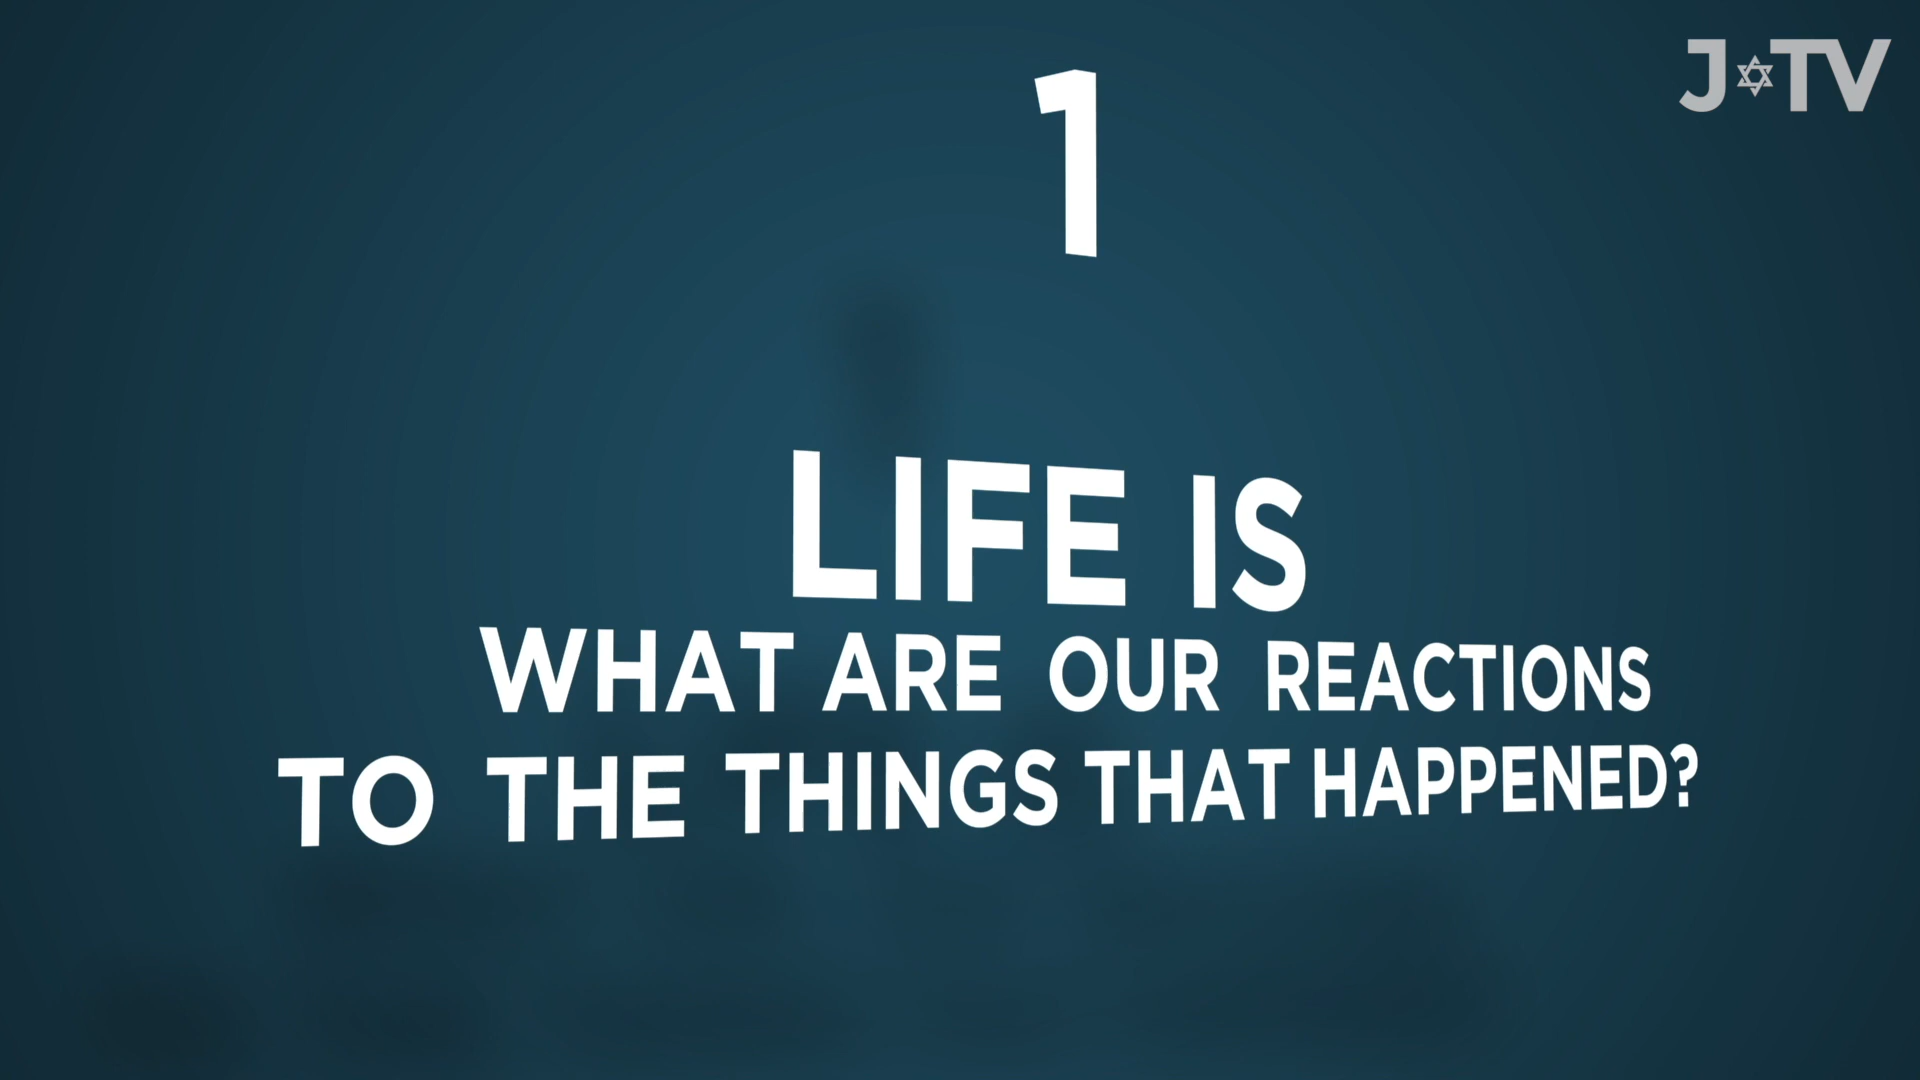 J✡TV
1
LIFE IS
WHAT ARE OUR REACTIONS
TO THE THINGS THAT HAPPENED?